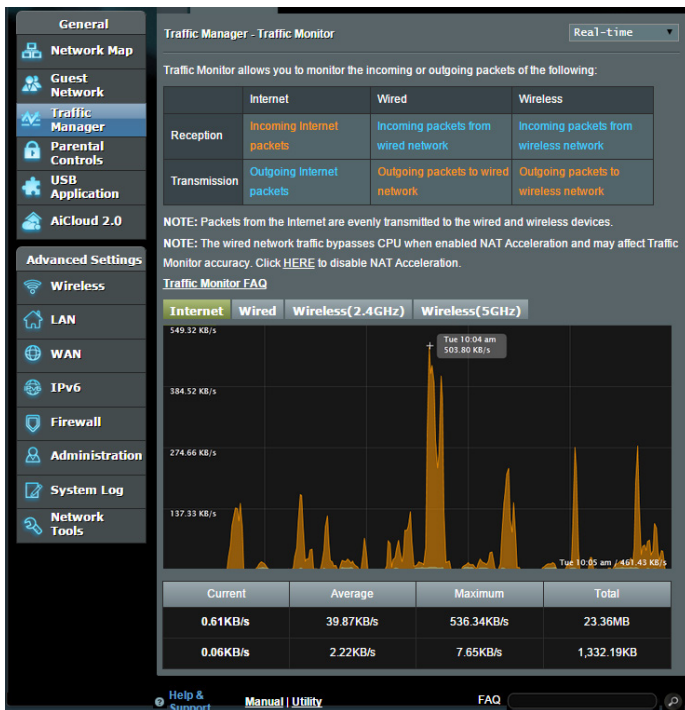 General
Network Map
Guest
Network
Traffic
Manager
Parental
Controls
USB
Application
AiCloud 2.0
Advanced Settings
Wireless
LAN
WAN
IPv6
Firewall
Administration
System Log
Network
Tools
Traffic Manager - Traffic Monitor
Real-time
Traffic Monitor allows you to monitor the incoming or outgoing packets of the following:
Internet Wired Wireless
Reception
Incoming Internet packets
Incoming packets from wired network
Incoming packets from wireless network
Transmission
Outgoing Internet packets
Outgoing packets to wired network
Outgoing packets to wireless network
NOTE: Packets from the Internet are evenly transmitted to the wired and wireless devices.
NOTE: The wired network traffic bypasses CPU when enabled NAT Acceleration and may affect Traffic
Monitor accuracy. Click HERE to disable NAT Acceleration.
Traffic Monitor FAQ
Internet Wired Wireless(2.4GHz) Wireless(5GHz)
549.32 KB/s
Tue 10:04 am
503.80 KB/s
384.52 KB/s
274.66 KB/s
137.33 KB/s
Tue 10:05 am / 461.43 KB/s
Current Average Maximum Total
0.61KB/s 39.87KB/s 536.34KB/s 23.36MB
0.06KB/s 2.22KB/s 7.65KB/s 1,332.19KB
Help &
Support
Manual | Utility
FAQ